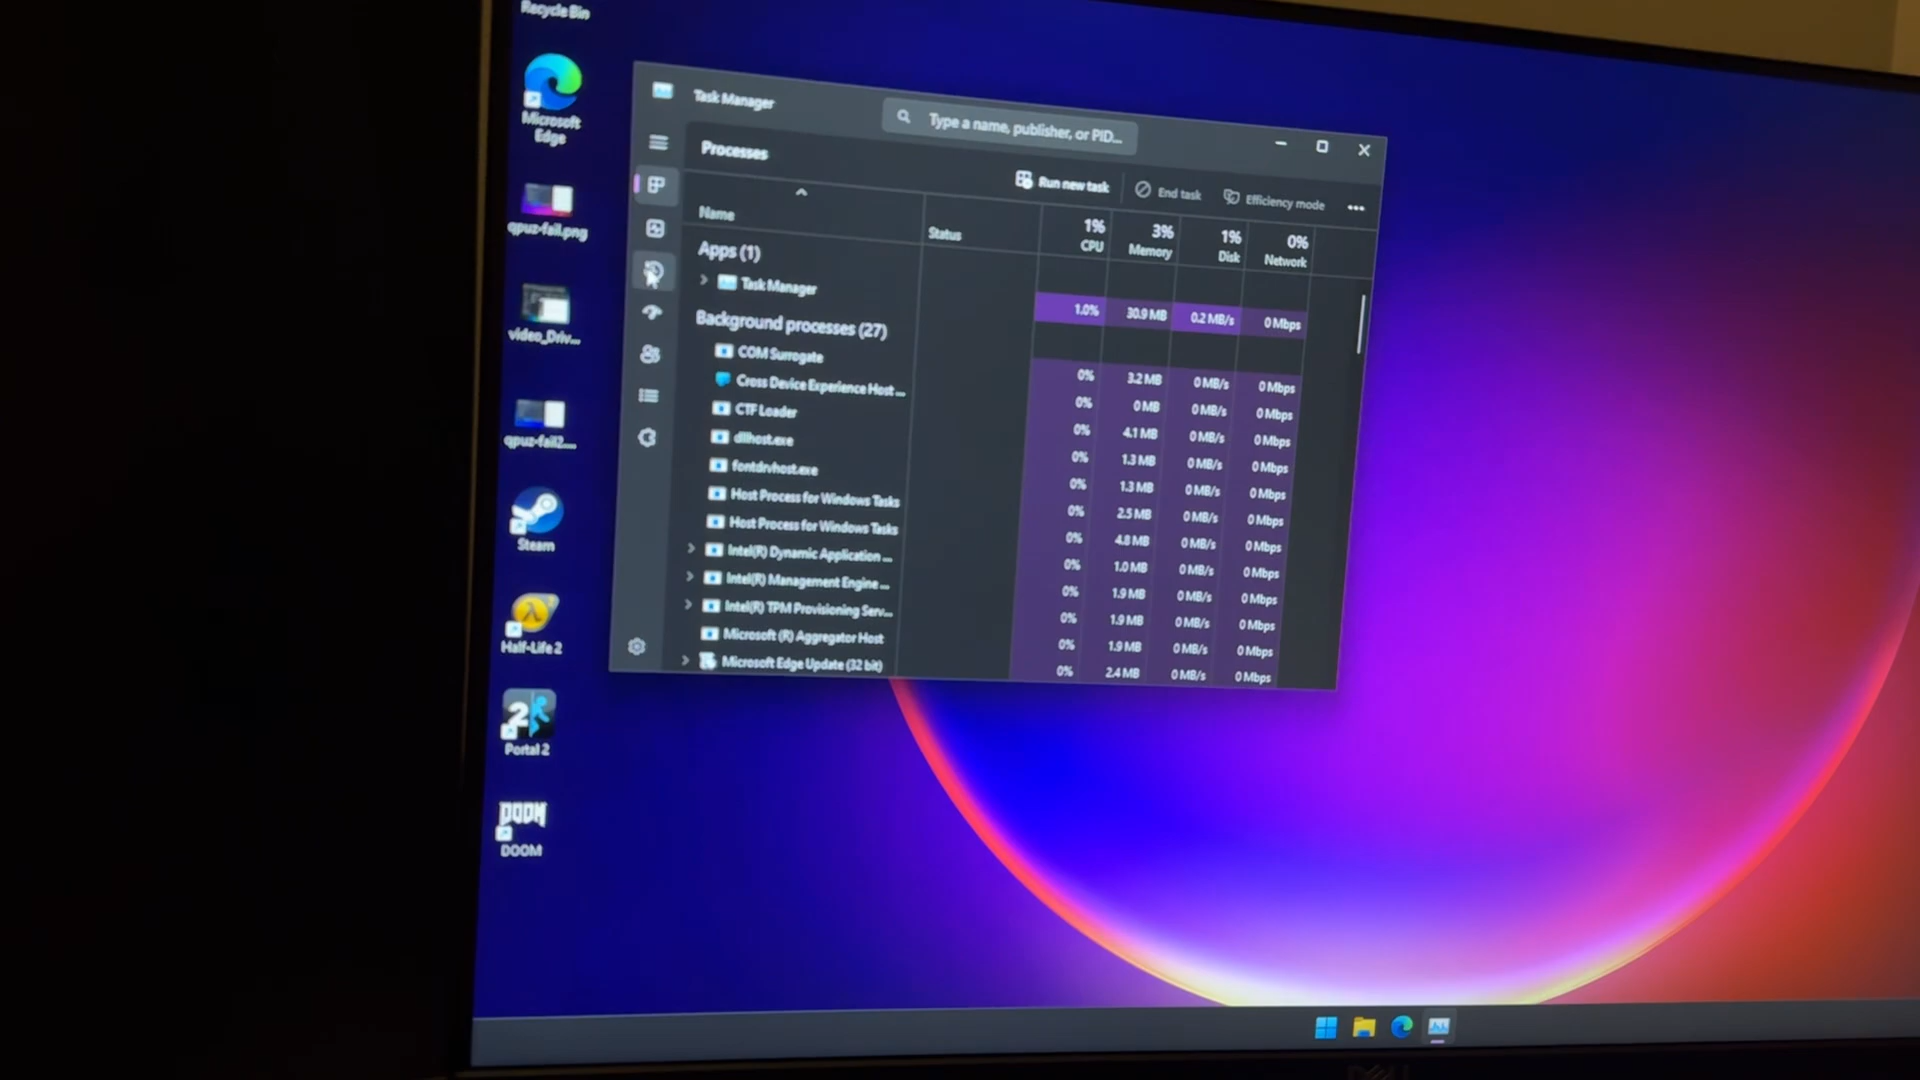 Recycle Bin
Microsoft
Edge
qpuz-fail.png
video_Driv...
qpuz-fail2....
Steam
Half-Life 2
2
Portal 2
DOOM
DOOM
Task Manager
Type a name, publisher, or PID...
Processes
Run new task
End task
Efficiency mode
Name
Status
1% CPU
3% Memory
1% Disk
0% Network
Apps (1)
Task Manager 1.0% 30.9 MB 0.2 MB/s 0 Mbps
Background processes (27)
COM Surrogate 0% 3.2 MB 0 MB/s 0 Mbps
Cross Device Experience Host ... 0% 0 MB 0 MB/s 0 Mbps
CTF Loader 0% 4.1 MB 0 MB/s 0 Mbps
dllhost.exe 0% 1.3 MB 0 MB/s 0 Mbps
fontdrvhost.exe 0% 1.3 MB 0 MB/s 0 Mbps
Host Process for Windows Tasks 0% 2.5 MB 0 MB/s 0 Mbps
Host Process for Windows Tasks 0% 4.8 MB 0 MB/s 0 Mbps
Intel(R) Dynamic Application ... 0% 1.0 MB 0 MB/s 0 Mbps
Intel(R) Management Engine ... 0% 1.9 MB 0 MB/s 0 Mbps
Intel(R) TPM Provisioning Serv... 0% 1.9 MB 0 MB/s 0 Mbps
Microsoft (R) Aggregator Host 0% 1.9 MB 0 MB/s 0 Mbps
Microsoft Edge Update (32 bit) 0% 2.4 MB 0 MB/s 0 Mbps